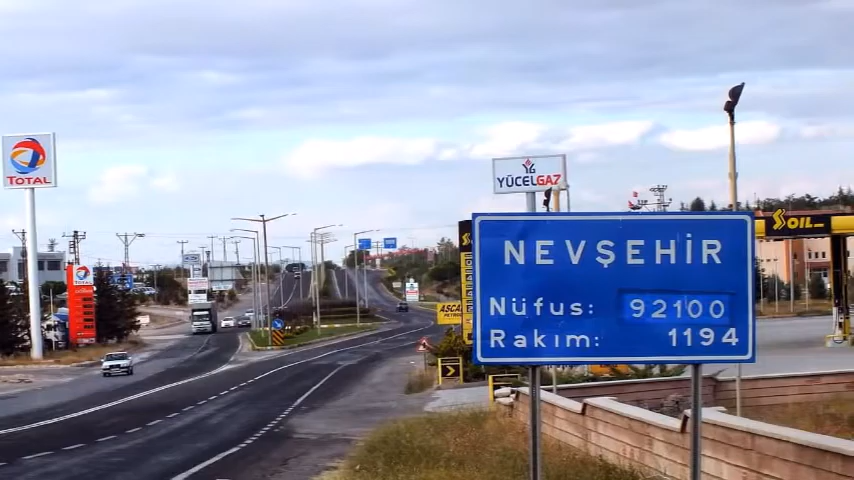 TOTAL
YÜCELGAZ
SOIL
NEVŞEHİR
Nüfus: 92100
Rakım: 1194